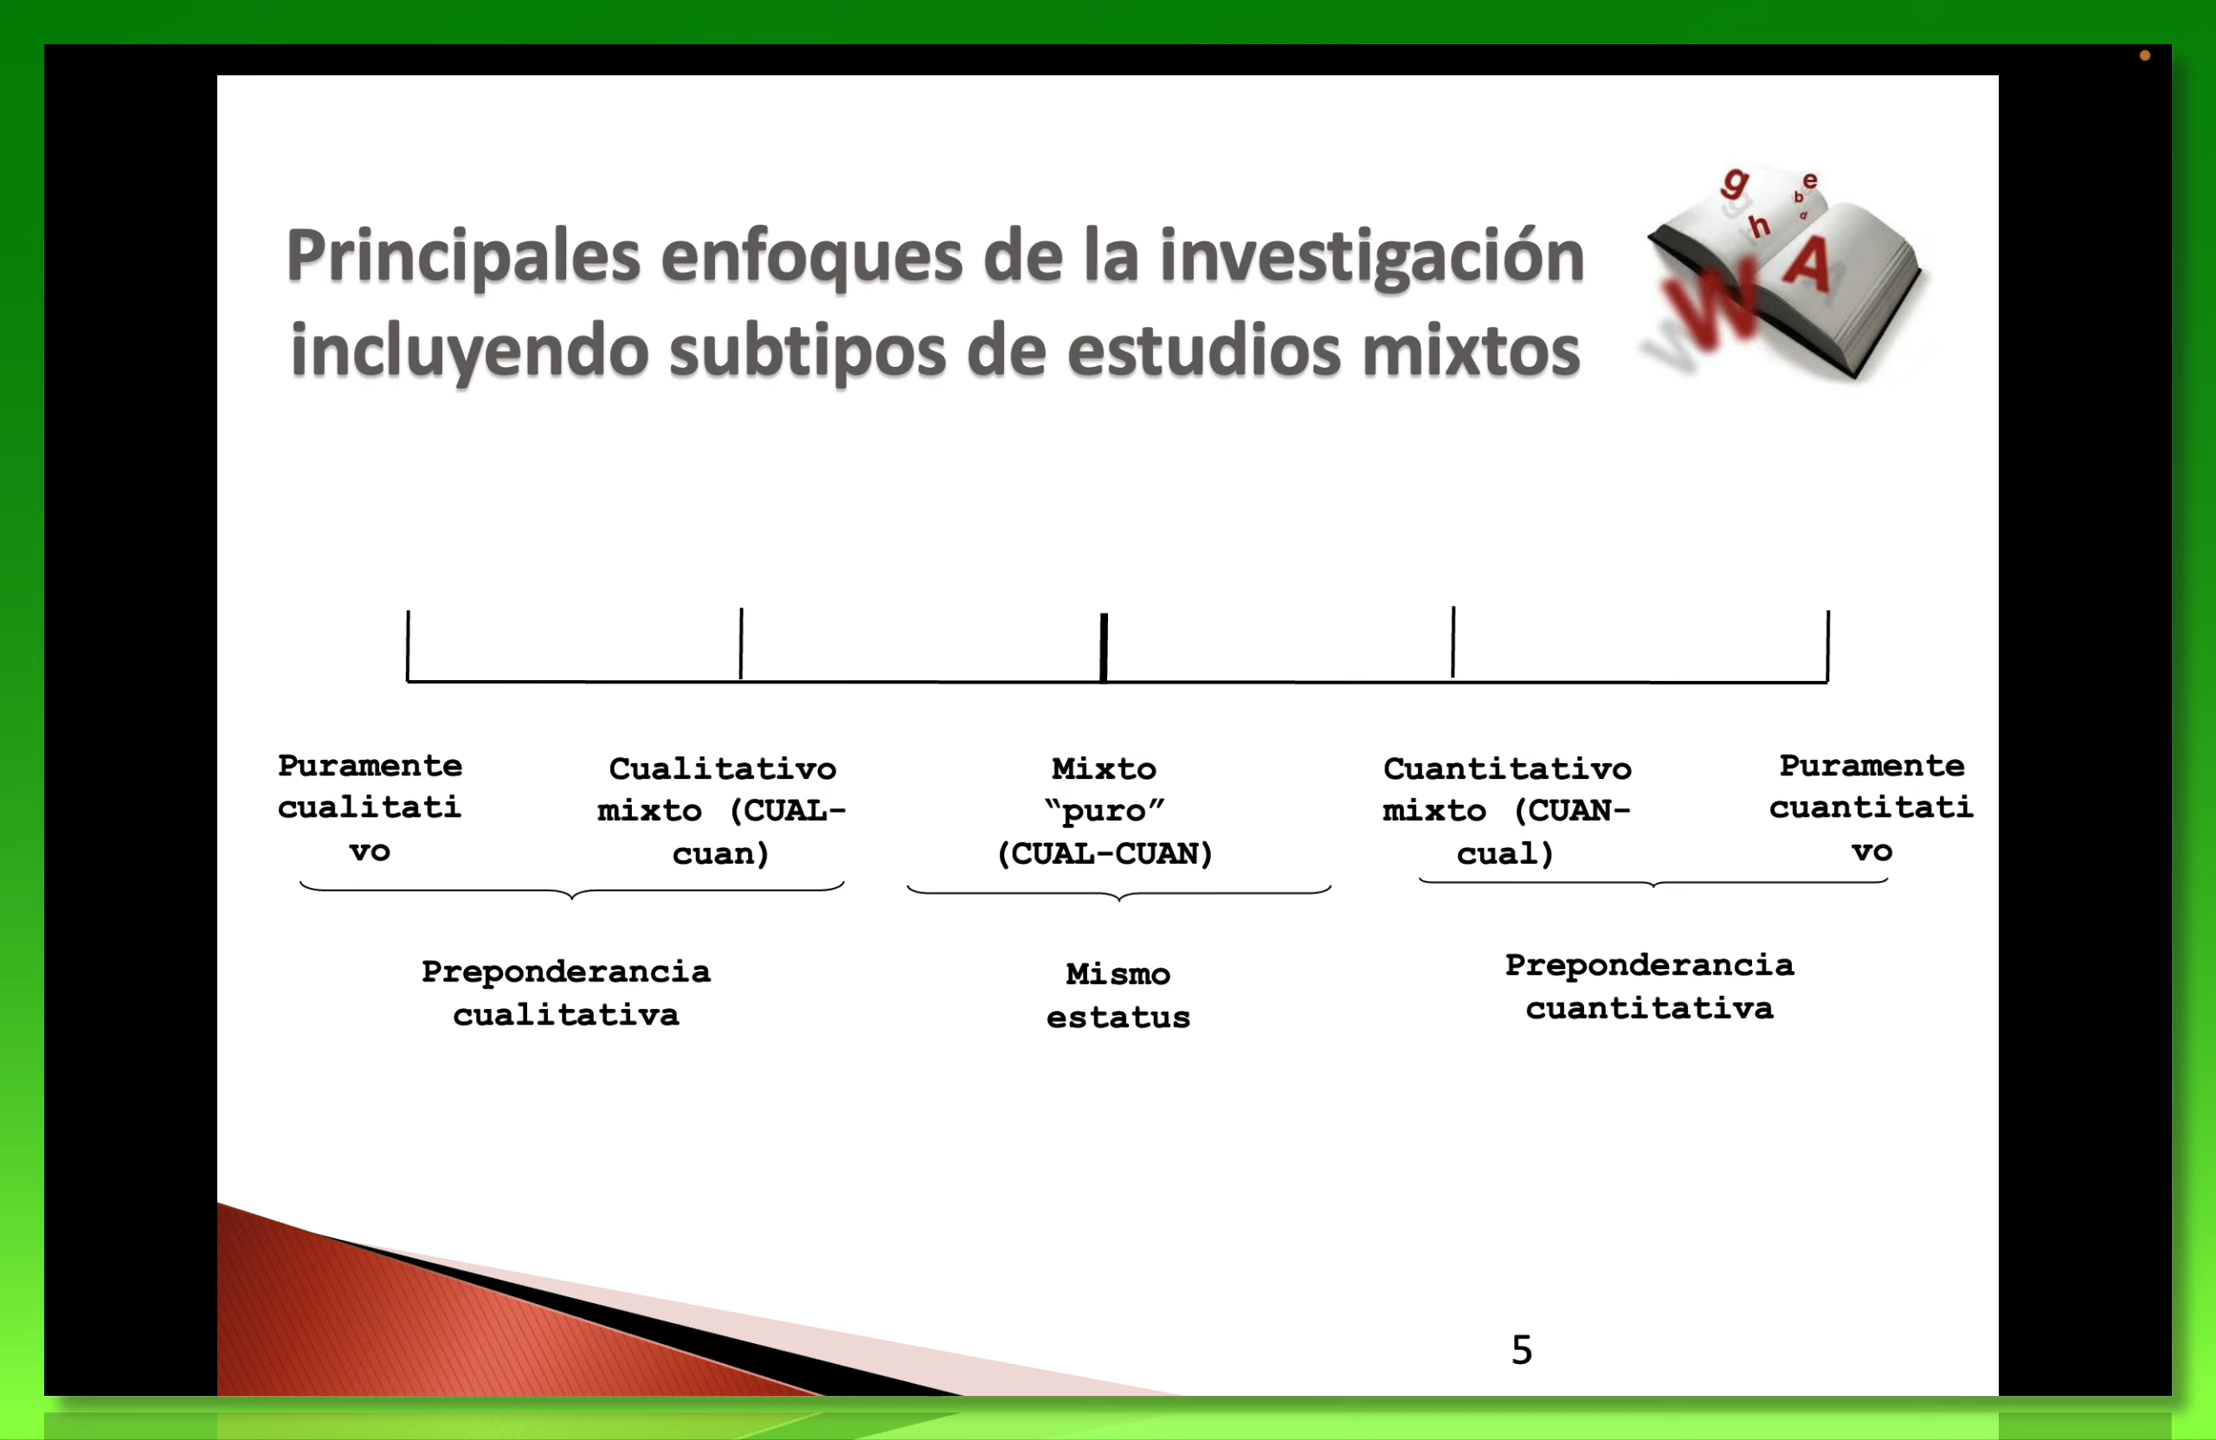 Principales enfoques de la investigación
incluyendo subtipos de estudios mixtos
g
e
b
d
h
A
W
Puramente
cualitati
vo
Cualitativo
mixto (CUAL-
cuan)
Mixto
“puro”
(CUAL-CUAN)
Cuantitativo
mixto (CUAN-
cual)
Puramente
cuantitati
vo
Preponderancia
cualitativa
Mismo
estatus
Preponderancia
cuantitativa
5